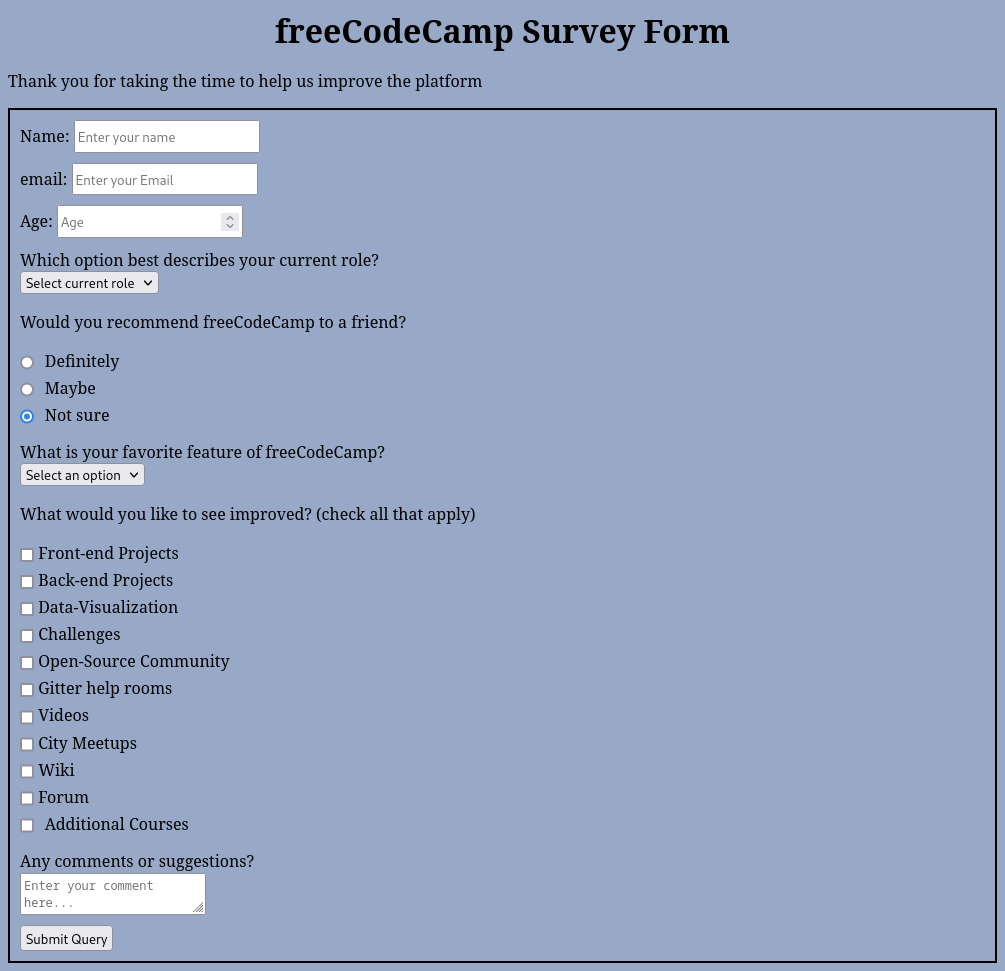 freeCodeCamp Survey Form
Thank you for taking the time to help us improve the platform
Name: Enter your name
email: Enter your Email
Age: Age
Which option best describes your current role?
Select current role
Would you recommend freeCodeCamp to a friend?
Definitely
Maybe
Not sure
What is your favorite feature of freeCodeCamp?
Select an option
What would you like to see improved? (check all that apply)
Front-end Projects
Back-end Projects
Data-Visualization
Challenges
Open-Source Community
Gitter help rooms
Videos
City Meetups
Wiki
Forum
Additional Courses
Any comments or suggestions?
Enter your comment
here...
Submit Query